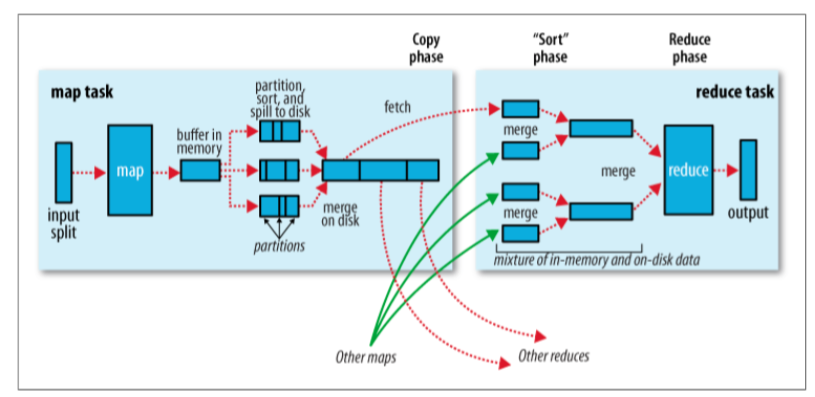 Copy
phase
"Sort"
phase
Reduce
phase
map task
partition,
sort, and
spill to disk
fetch
reduce task
buffer in
memory
map
merge
merge
reduce
input
split
merge
on disk
merge
output
partitions
mixture of in-memory and on-disk data
Other maps
Other reduces